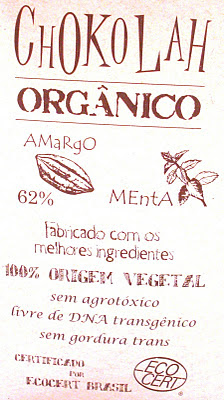 CHOKOLAH
ORGÂNICO
AMaRgO
62%
MEntA
fabricado com os
melhores ingredientes
100% ORIGEM VEGETAL
sem agrotóxico
livre de DNA transgênico
sem gordura trans
CERTIFICADO
POR
ECOCERT BRASIL
ECO
CERT
®